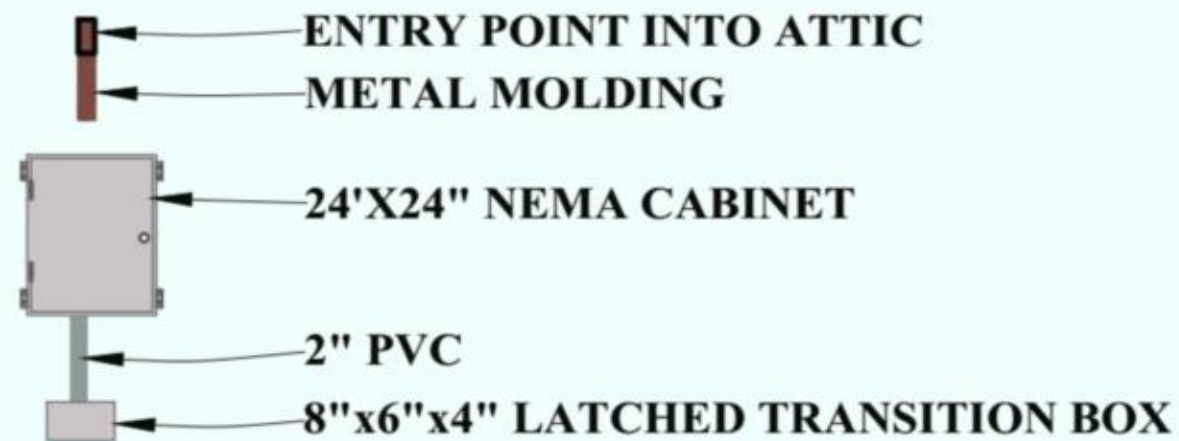 ENTRY POINT INTO ATTIC
METAL MOLDING
24'X24" NEMA CABINET
2" PVC
8"x6"x4" LATCHED TRANSITION BOX